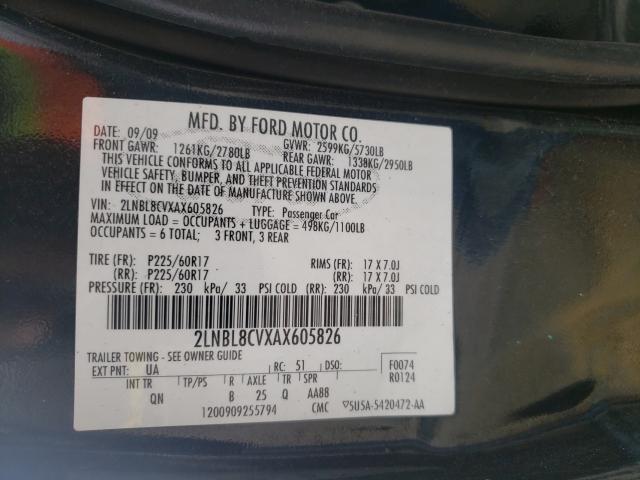 MFD. BY FORD MOTOR CO.
DATE: 09/09 GVWR: 2599KG/5730LB
FRONT GAWR: 1261KG/2780LB REAR GAWR: 1338KG/2950LB
THIS VEHICLE CONFORMS TO ALL APPLICABLE FEDERAL MOTOR
VEHICLE SAFETY, BUMPER, AND THEFT PREVENTION STANDARDS
IN EFFECT ON THE DATE OF MANUFACTURE SHOWN ABOVE.
VIN: 2LNBL8CVXAX605826 TYPE: Passenger Car
MAXIMUM LOAD = OCCUPANTS + LUGGAGE = 498KG/1100LB
OCCUPANTS = 6 TOTAL; 3 FRONT, 3 REAR
TIRE (FR): P225/60R17 RIMS (FR): 17 X 7.0J
(RR): P225/60R17 (RR): 17 X 7.0J
PRESSURE (FR): 230 kPa/ 33 PSI COLD (RR): 230 kPa/ 33 PSI COLD
2LNBL8CVXAX605826
TRAILER TOWING - SEE OWNER GUIDE
EXT PNT: UA RC: 51 DSO: F0074
R0124
INT TR TP/PS R AXLE TR SPR
QN B 25 Q AA88
1200909255794 CMC 5U5A-5420472-AA